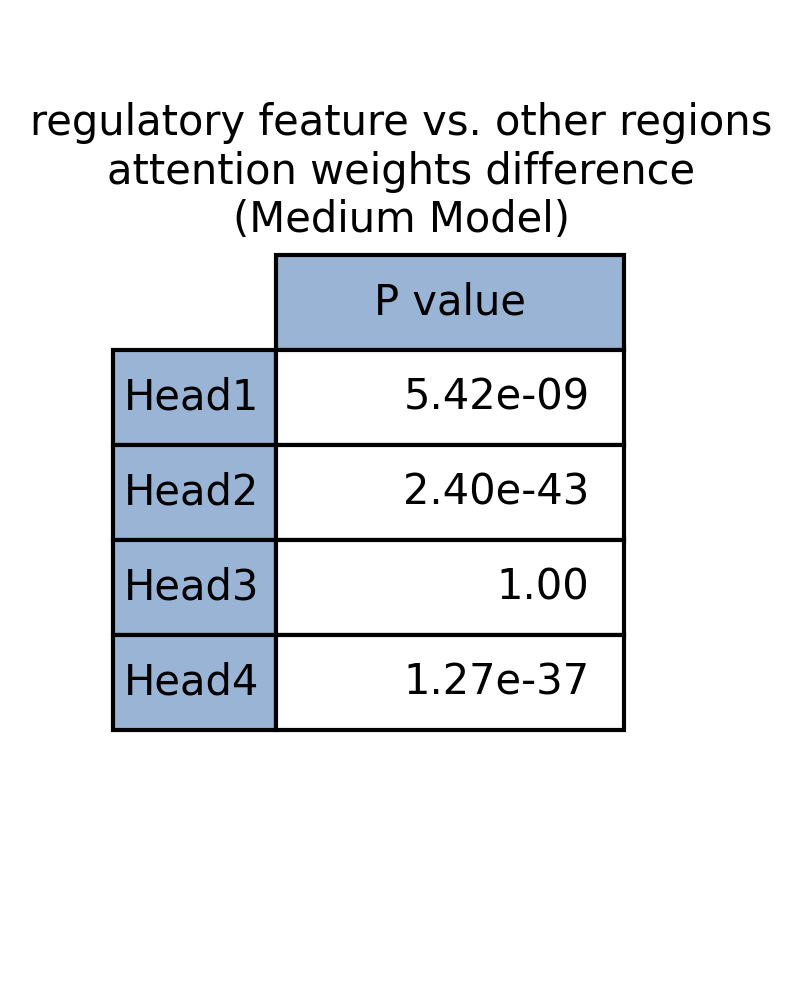 regulatory feature vs. other regions
attention weights difference
(Medium Model)
P value
Head1 5.42e-09
Head2 2.40e-43
Head3 1.00
Head4 1.27e-37